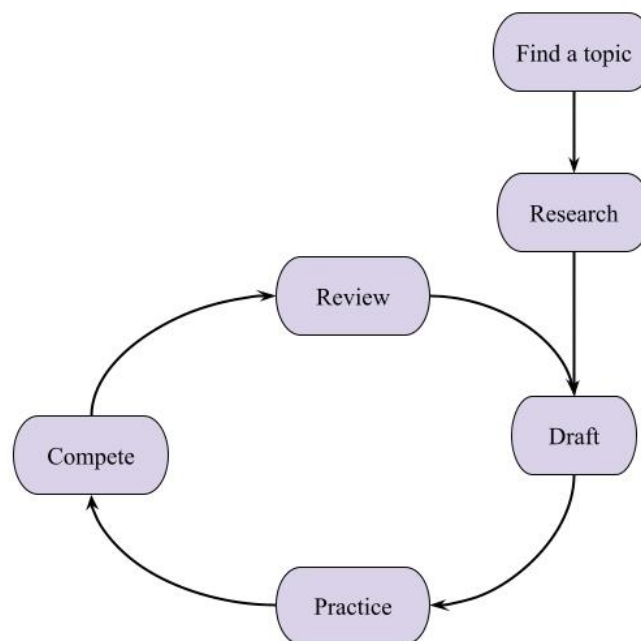 Find a topic
Research
Review
Draft
Compete
Practice